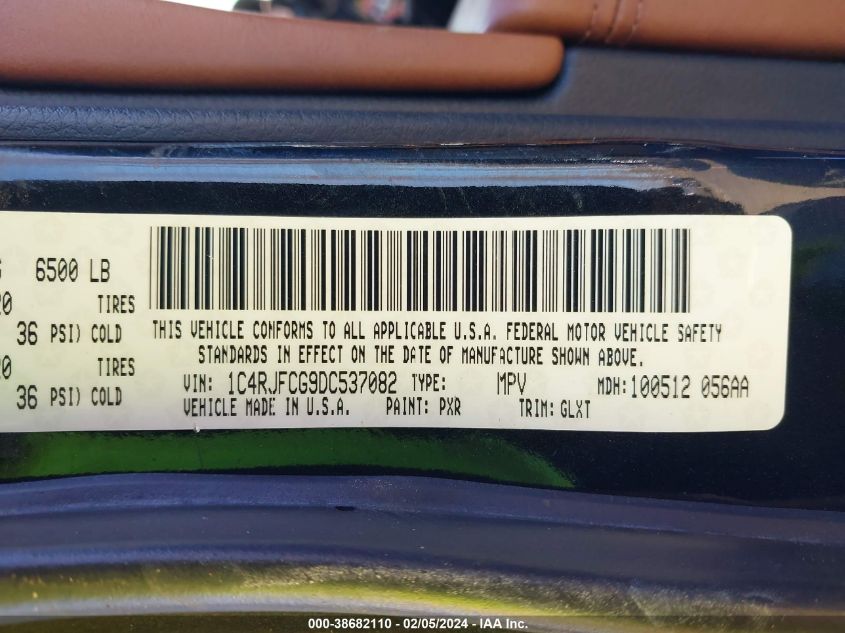 6500 LB
20 TIRES
36 PSI) COLD
20 TIRES
36 PSI) COLD
THIS VEHICLE CONFORMS TO ALL APPLICABLE U.S.A. FEDERAL MOTOR VEHICLE SAFETY
STANDARDS IN EFFECT ON THE DATE OF MANUFACTURE SHOWN ABOVE.
VIN: 1C4RJFCG9DC537082 TYPE: MPV MDH:100512 056AA
VEHICLE MADE IN U.S.A. PAINT: PXR TRIM: GLXT
000-38682110 - 02/05/2024 - IAA Inc.